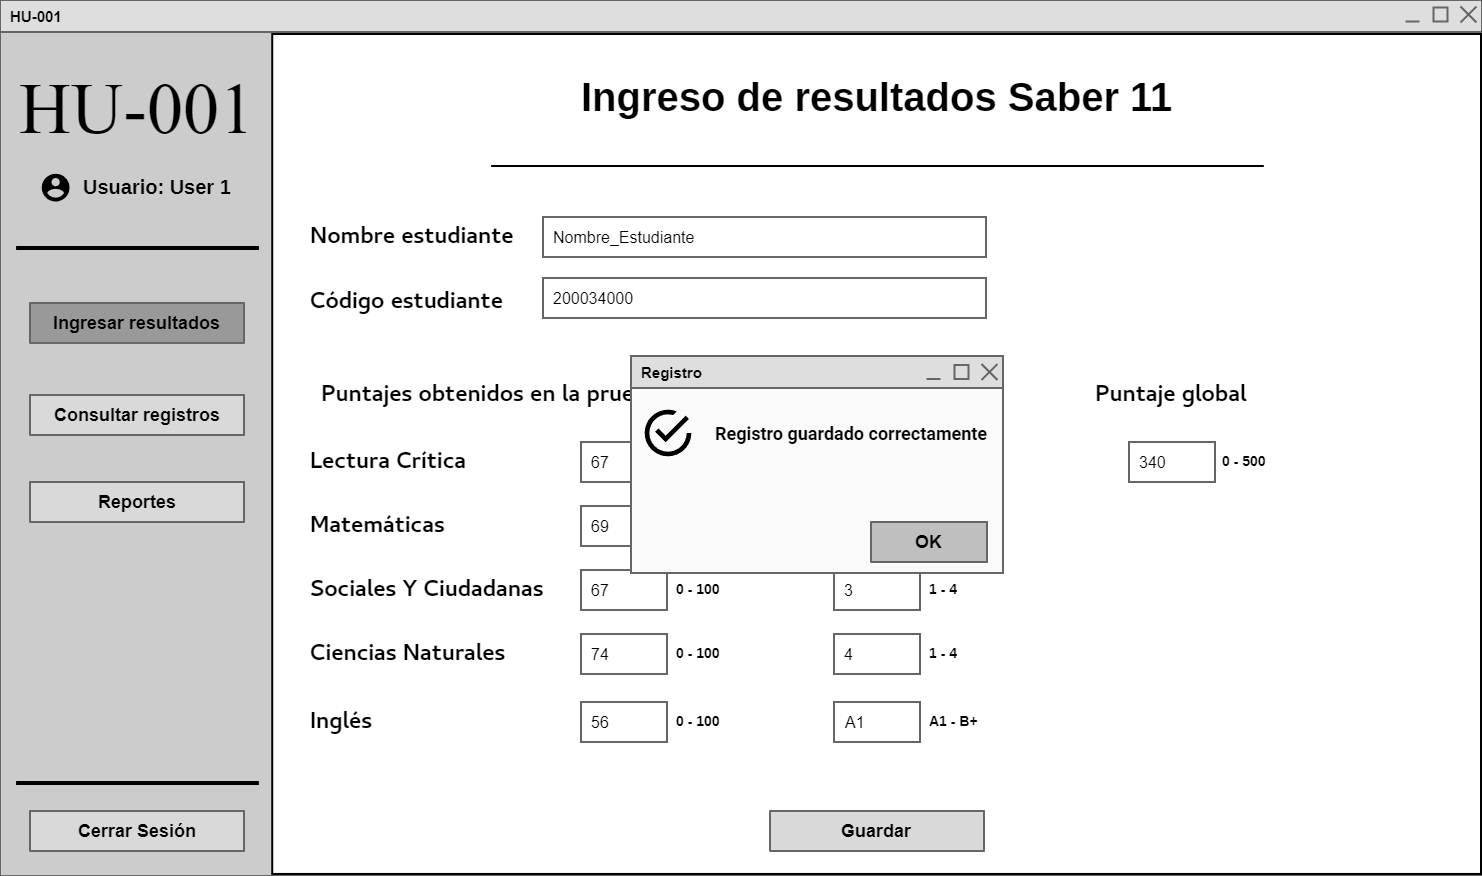 HU-001
HU-001
Usuario: User 1
Ingresar resultados
Consultar registros
Reportes
Cerrar Sesión
Ingreso de resultados Saber 11
Nombre estudiante Nombre_Estudiante
Código estudiante 200034000
Puntajes obtenidos en la prue
Puntaje global
Registro
Registro guardado correctamente
OK
Lectura Crítica 67
340 0 - 500
Matemáticas 69
Sociales Y Ciudadanas 67 0 - 100 3 1 - 4
Ciencias Naturales 74 0 - 100 4 1 - 4
Inglés 56 0 - 100 A1 A1 - B+
Guardar